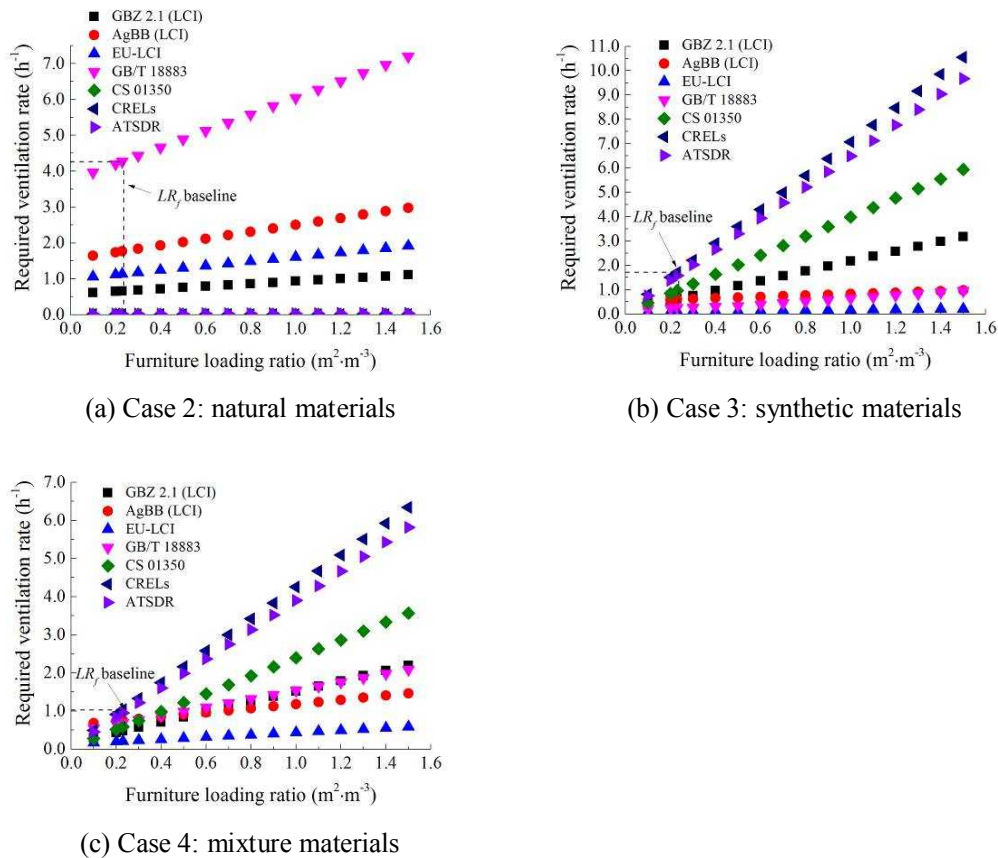 7.0
6.0
5.0
4.0
3.0
2.0
1.0
0.0
Required ventilation rate (h-1)
GBZ 2.1 (LCI)
AgBB (LCI)
EU-LCI
GB/T 18883
CS 01350
CRELs
ATSDR
LRf baseline
0.0 0.2 0.4 0.6 0.8 1.0 1.2 1.4 1.6
Furniture loading ratio (m2·m-3)
(a) Case 2: natural materials
11.0
10.0
9.0
8.0
7.0
6.0
5.0
4.0
3.0
2.0
1.0
0.0
Required ventilation rate (h-1)
GBZ 2.1 (LCI)
AgBB (LCI)
EU-LCI
GB/T 18883
CS 01350
CRELs
ATSDR
LRf baseline
0.0 0.2 0.4 0.6 0.8 1.0 1.2 1.4 1.6
Furniture loading ratio (m2·m-3)
(b) Case 3: synthetic materials
7.0
6.0
5.0
4.0
3.0
2.0
1.0
0.0
Required ventilation rate (h-1)
GBZ 2.1 (LCI)
AgBB (LCI)
EU-LCI
GB/T 18883
CS 01350
CRELs
ATSDR
LRf baseline
0.0 0.2 0.4 0.6 0.8 1.0 1.2 1.4 1.6
Furniture loading ratio (m2·m-3)
(c) Case 4: mixture materials